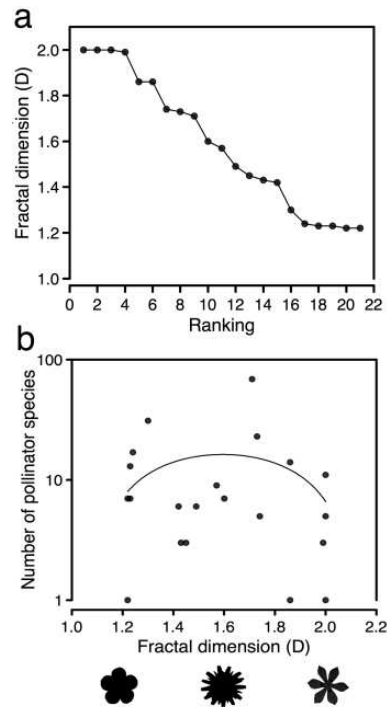 a
Fractal dimension (D)
2.0
1.8
1.6
1.4
1.2
1.0
0 2 4 6 8 10 12 14 16 18 20 22
Ranking
b
Number of pollinator species
100
10
1
1.0 1.2 1.4 1.6 1.8 2.0 2.2
Fractal dimension (D)